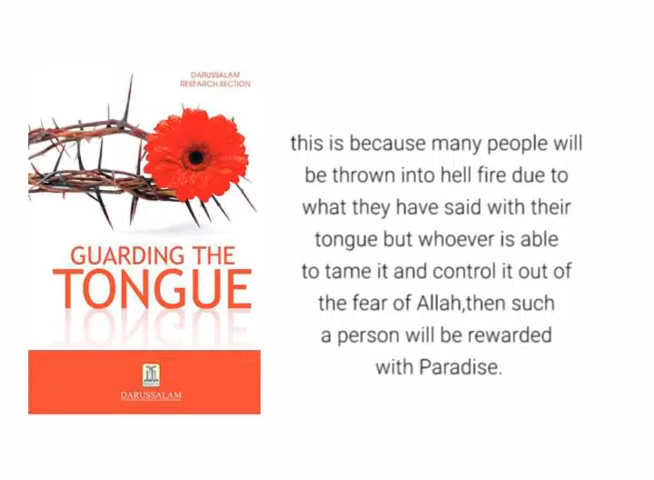 DARUSSALAM
RESEARCH SECTION
GUARDING THE
TONGUE
DARUSSALAM
this is because many people will
be thrown into hell fire due to
what they have said with their
tongue but whoever is able
to tame it and control it out of
the fear of Allah,then such
a person will be rewarded
with Paradise.